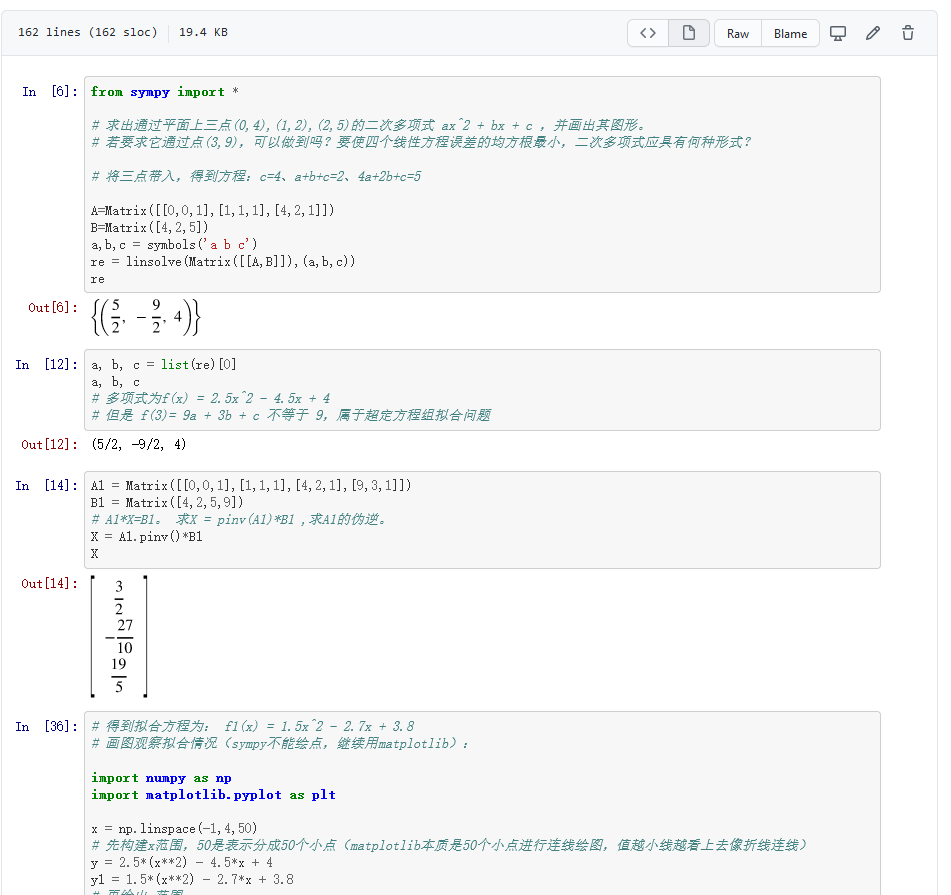 162 lines (162 sloc) 19.4 KB <> Raw Blame
In [6]: from sympy import *
# 求出通过平面上三点(0,4),(1,2),(2,5)的二次多项式 ax^2 + bx + c ，并画出其图形。
# 若要求它通过点(3,9)，可以做到吗？要使四个线性方程误差的均方根最小，二次多项式应具有何种形式？
# 将三点带入，得到方程：c=4、a+b+c=2、4a+2b+c=5
A=Matrix([[0,0,1],[1,1,1],[4,2,1]])
B=Matrix([4,2,5])
a,b,c = symbols('a b c')
re = linsolve(Matrix([[A,B]]),(a,b,c))
re
Out[6]: {(5/2, −9/2, 4)}
In [12]: a, b, c = list(re)[0]
a, b, c
# 多项式为f(x) = 2.5x^2 - 4.5x + 4
# 但是 f(3)= 9a + 3b + c 不等于 9，属于超定方程组拟合问题
Out[12]: (5/2, -9/2, 4)
In [14]: A1 = Matrix([[0,0,1],[1,1,1],[4,2,1],[9,3,1]])
B1 = Matrix([4,2,5,9])
# A1*X=B1。 求X = pinv(A1)*B1 ,求A1的伪逆。
X = A1.pinv()*B1
X
Out[14]: [3/2
−27/10
19/5]
In [36]: # 得到拟合方程为： f1(x) = 1.5x^2 - 2.7x + 3.8
# 画图观察拟合情况（sympy不能绘点，继续用matplotlib）：
import numpy as np
import matplotlib.pyplot as plt
x = np.linspace(-1,4,50)
# 先构建x范围，50是表示分成50个小点（matplotlib本质是50个小点进行连线绘图，值越小线越看上去像折线连线）
y = 2.5*(x**2) - 4.5*x + 4
y1 = 1.5*(x**2) - 2.7*x + 3.8